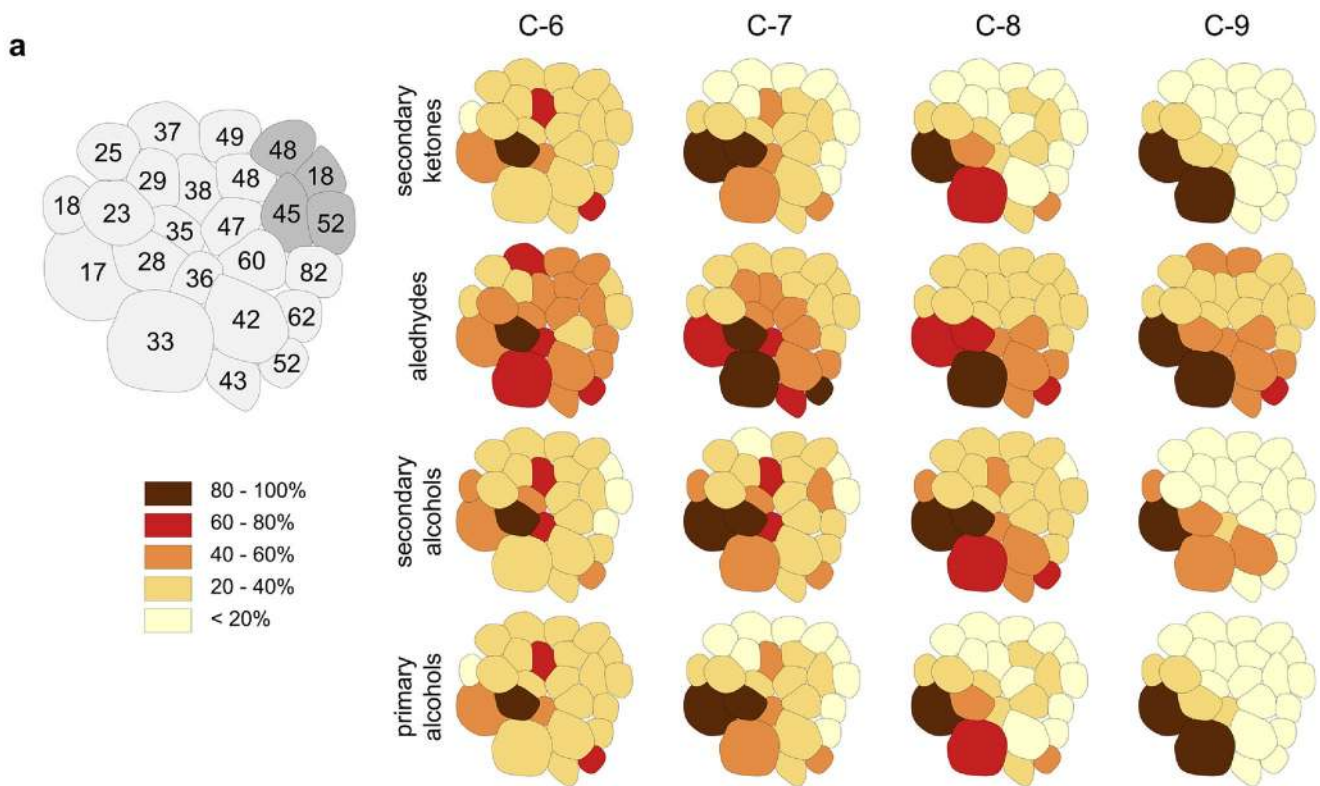 a
C-6 C-7 C-8 C-9
secondary
ketones
37 49 48
25 18
29 38 48
18 23 45 52
35 47
17 28 36 60 82
42 62
33
43 52
aledhydes
80 - 100%
60 - 80%
40 - 60%
20 - 40%
< 20%
secondary
alcohols
primary
alcohols